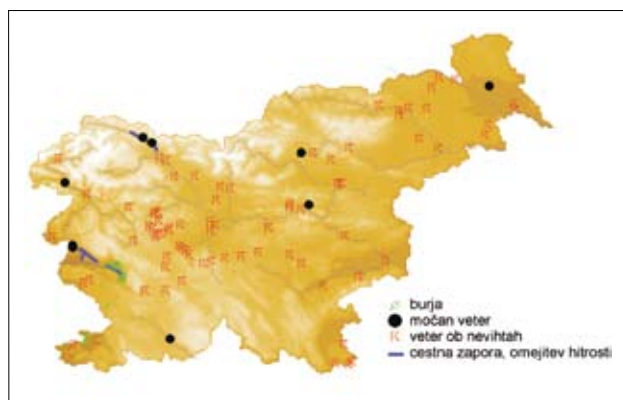 burja
močan veter
veter ob nevihtah
cestna zapora, omejitev hitrosti